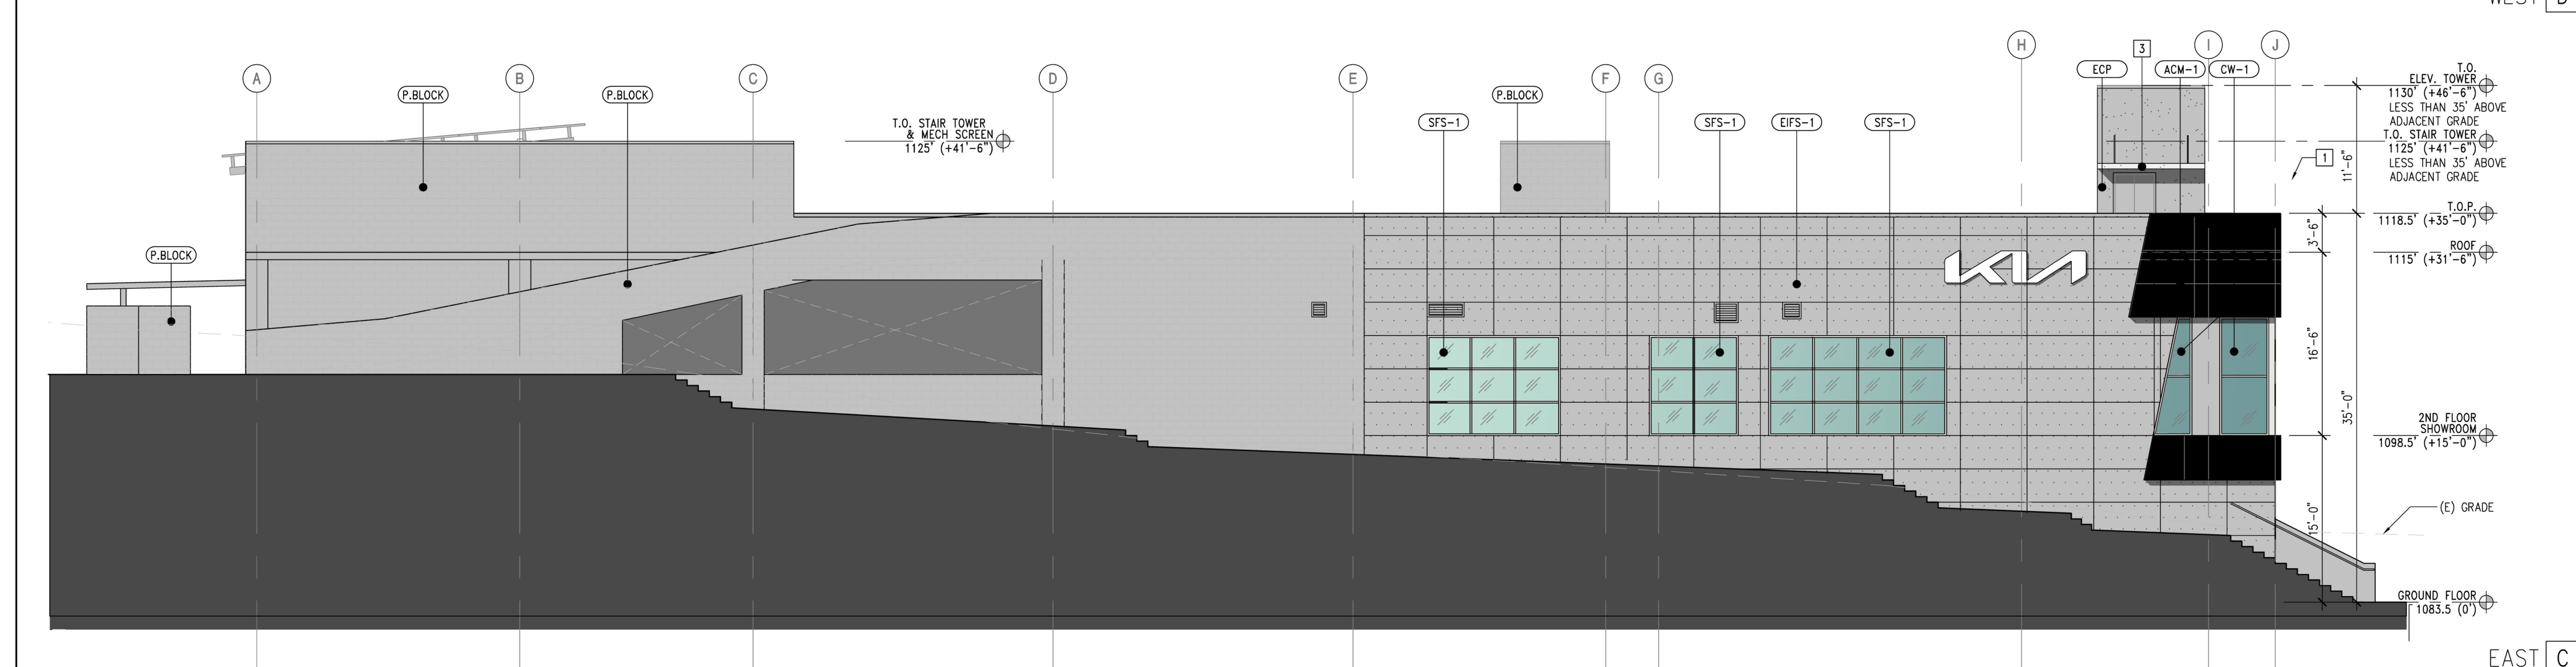 WEST
A
B
C
D
E
F
G
H
I
J
P.BLOCK
P.BLOCK
P.BLOCK
P.BLOCK
T.O. STAIR TOWER
& MECH SCREEN
1125' (+41'-6")
SFS-1
SFS-1
EIFS-1
SFS-1
ECP
3
ACM-1
CW-1
KIA
T.O.
ELEV. TOWER
1130' (+46'-6")
LESS THAN 35' ABOVE
ADJACENT GRADE
T.O. STAIR TOWER
1125' (+41'-6")
LESS THAN 35' ABOVE
ADJACENT GRADE
1
11'-6"
T.O.P.
1118.5' (+35'-0")
3'-6"
ROOF
1115' (+31'-6")
16'-6"
35'-0"
2ND FLOOR
SHOWROOM
1098.5' (+15'-0")
15'-0"
(E) GRADE
GROUND FLOOR
1083.5 (0')
EAST C